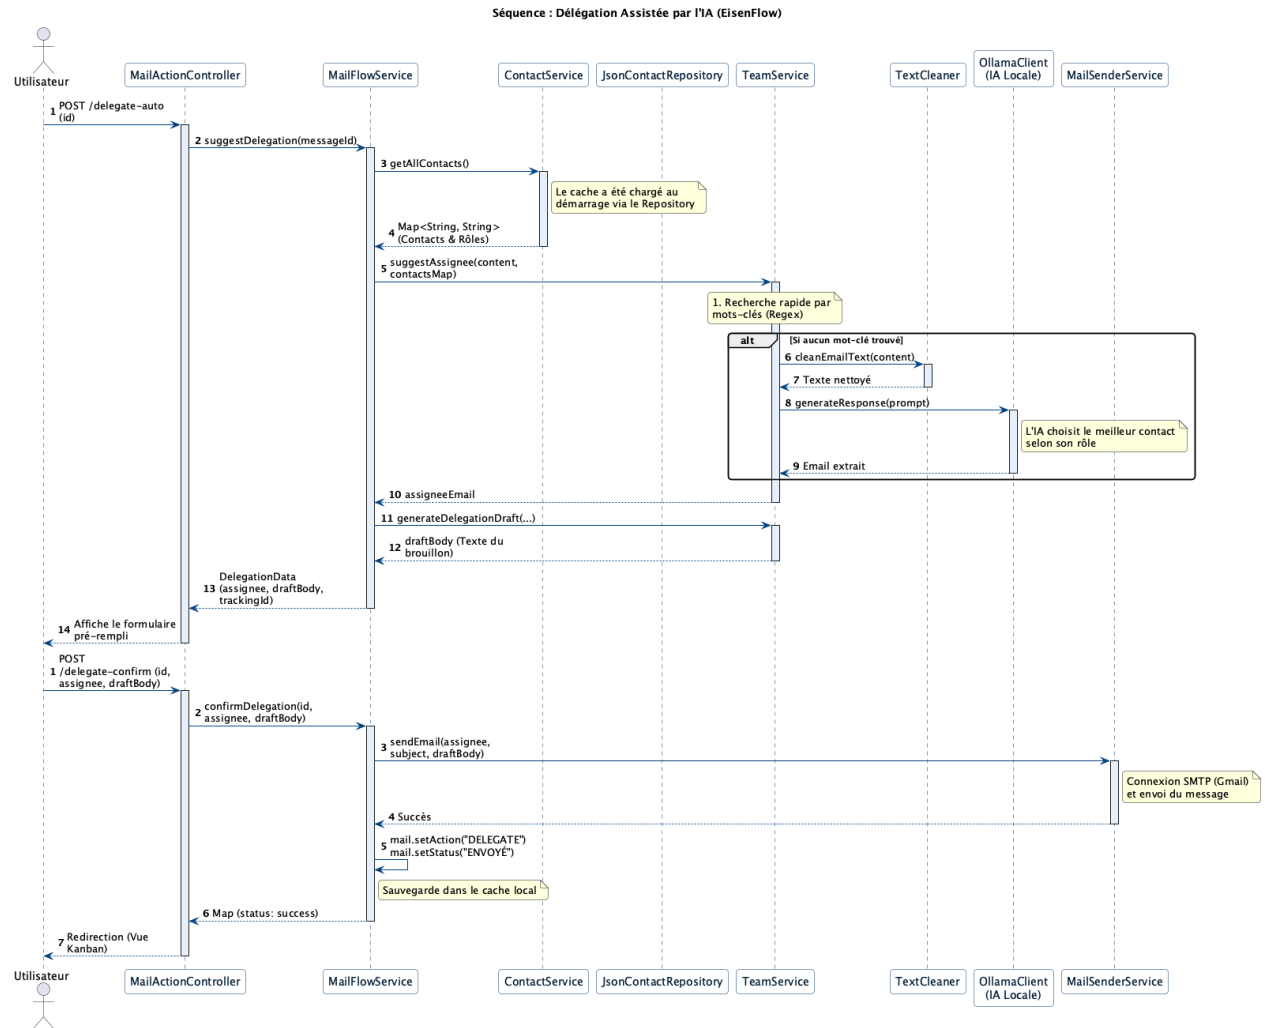 Séquence : Délégation Assistée par l'IA (EisenFlow)
Utilisateur
MailActionController
MailFlowService
ContactService
JsonContactRepository
TeamService
TextCleaner
OllamaClient
(IA Locale)
MailSenderService
1 POST /delegate-auto
(id)
2 suggestDelegation(messageId)
3 getAllContacts()
Le cache a été chargé au
démarrage via le Repository
4 Map<String, String>
(Contacts & Rôles)
5 suggestAssignee(content,
contactsMap)
1. Recherche rapide par
mots-clés (Regex)
alt
[Si aucun mot-clé trouvé]
6 cleanEmailText(content)
7 Texte nettoyé
8 generateResponse(prompt)
L'IA choisit le meilleur contact
selon son rôle
9 Email extrait
10 assigneeEmail
11 generateDelegationDraft(...)
12 draftBody (Texte du
brouillon)
DelegationData
13 (assignee, draftBody,
trackingId)
14 Affiche le formulaire
pré-rempli
POST
1 /delegate-confirm (id,
assignee, draftBody)
2 confirmDelegation(id,
assignee, draftBody)
3 sendEmail(assignee,
subject, draftBody)
Connexion SMTP (Gmail)
et envoi du message
4 Succès
5 mail.setAction("DELEGATE")
mail.setStatus("ENVOYÉ")
Sauvegarde dans le cache local
6 Map (status: success)
7 Redirection (Vue
Kanban)
Utilisateur
MailActionController
MailFlowService
ContactService
JsonContactRepository
TeamService
TextCleaner
OllamaClient
(IA Locale)
MailSenderService